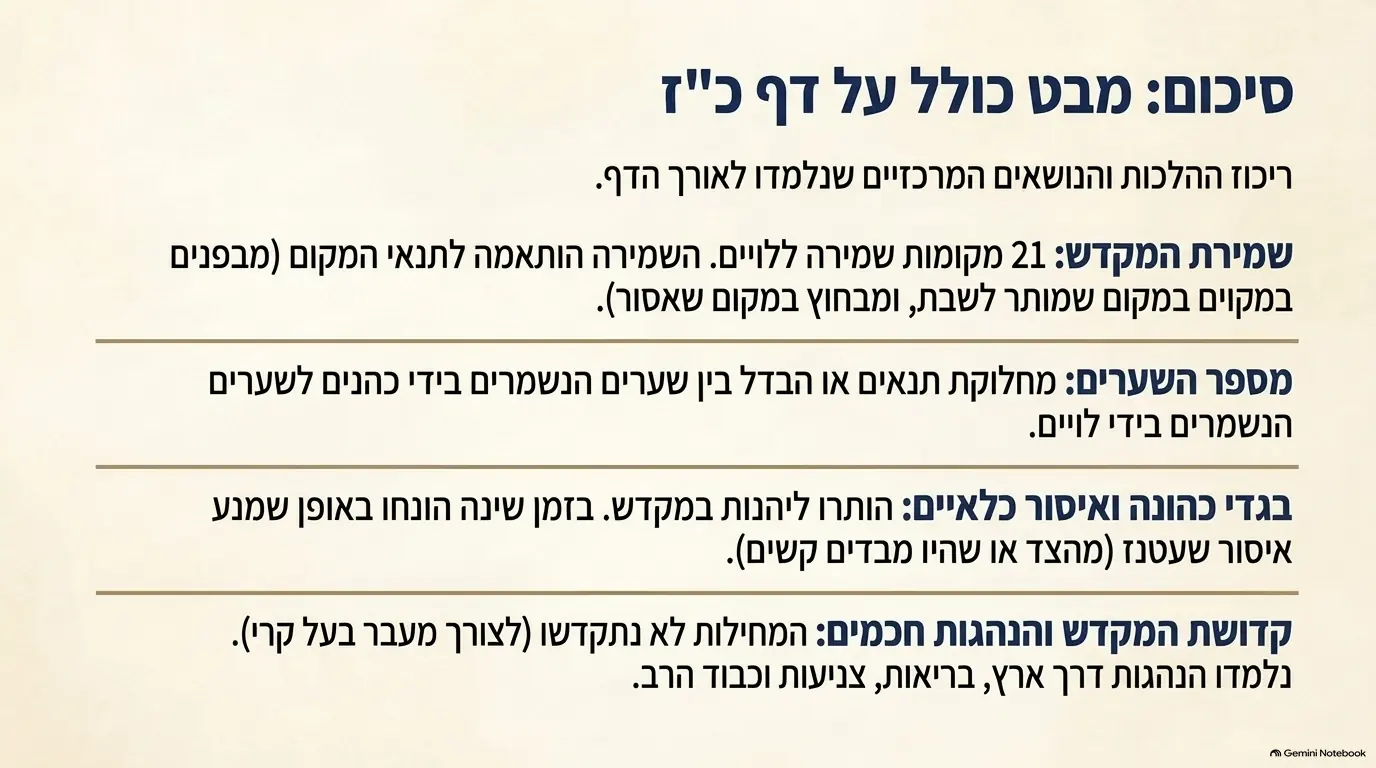 סיכום: מבט כולל על דף כ"ז
ריכוז ההלכות והנושאים המרכזיים שנלמדו לאורך הדף.
שמירת המקדש: 21 מקומות שמירה ללויים. השמירה הותאמה לתנאי המקום (מבפנים
במקוים במקום שמותר לשבת, ומבחוץ במקום שאסור).
מספר השערים: מחלוקת תנאים או הבדל בין שערים הנשמרים בידי כהנים לשערים
הנשמרים בידי לויים.
בגדי כהונה ואיסור כלאיים: הותרו ליהנות במקדש. בזמן שינה הונחו באופן שמנע
איסור שעטנז (מהצד או שהיו מבדים קשים).
קדושת המקדש והנהגות חכמים: המחילות לא נתקדשו (לצורך מעבר בעל קרי).
נלמדו הנהגות דרך ארץ, בריאות, צניעות וכבוד הרב.
Gemini Notebook